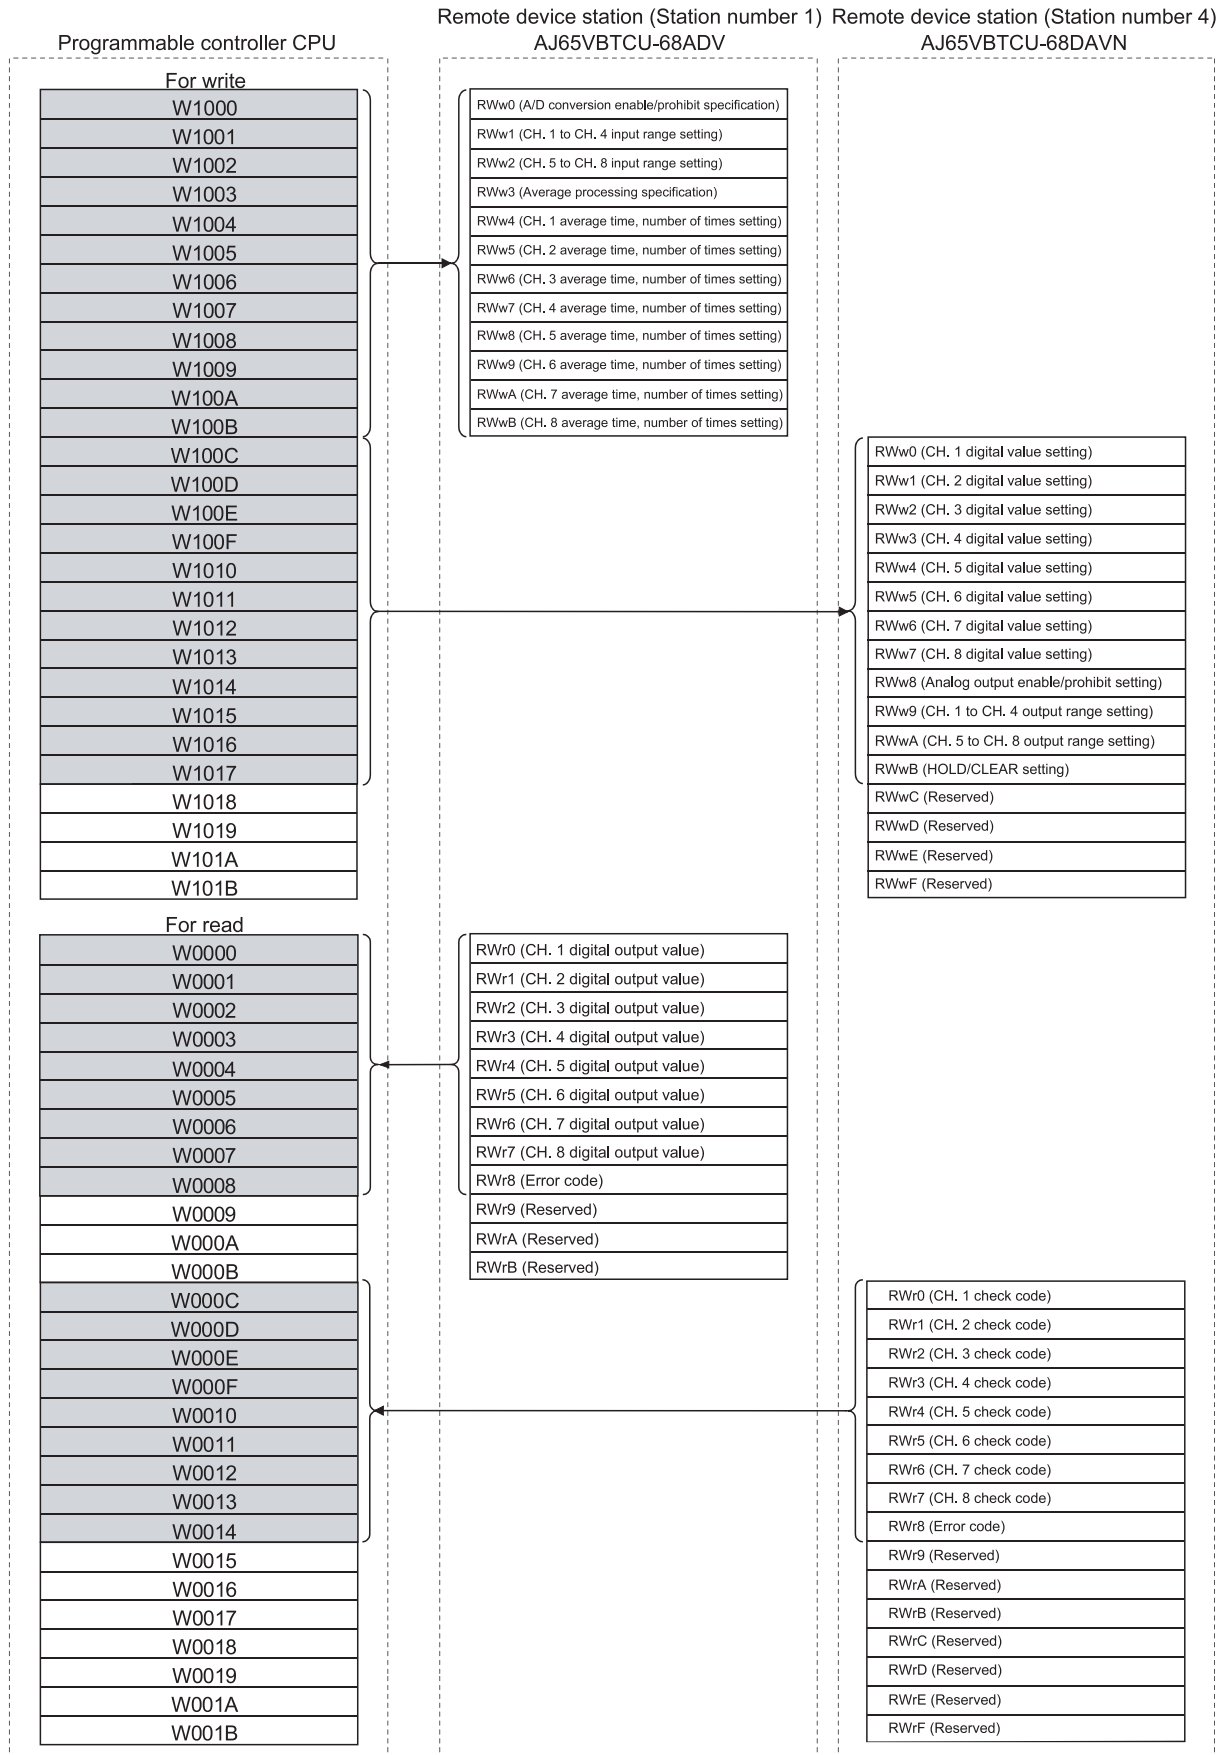 Remote device station (Station number 1) Remote device station (Station number 4)
Programmable controller CPU AJ65VBTCU-68ADV AJ65VBTCU-68DAVN
For write
W1000 RWw0 (A/D conversion enable/prohibit specification)
W1001 RWw1 (CH. 1 to CH. 4 input range setting)
W1002 RWw2 (CH. 5 to CH. 8 input range setting)
W1003 RWw3 (Average processing specification)
W1004 RWw4 (CH. 1 average time, number of times setting)
W1005 RWw5 (CH. 2 average time, number of times setting)
W1006 RWw6 (CH. 3 average time, number of times setting)
W1007 RWw7 (CH. 4 average time, number of times setting)
W1008 RWw8 (CH. 5 average time, number of times setting)
W1009 RWw9 (CH. 6 average time, number of times setting)
W100A RWwA (CH. 7 average time, number of times setting)
W100B RWwB (CH. 8 average time, number of times setting)
W100C RWw0 (CH. 1 digital value setting)
W100D RWw1 (CH. 2 digital value setting)
W100E RWw2 (CH. 3 digital value setting)
W100F RWw3 (CH. 4 digital value setting)
W1010 RWw4 (CH. 5 digital value setting)
W1011 RWw5 (CH. 6 digital value setting)
W1012 RWw6 (CH. 7 digital value setting)
W1013 RWw7 (CH. 8 digital value setting)
W1014 RWw8 (Analog output enable/prohibit setting)
W1015 RWw9 (CH. 1 to CH. 4 output range setting)
W1016 RWwA (CH. 5 to CH. 8 output range setting)
W1017 RWwB (HOLD/CLEAR setting)
W1018 RWwC (Reserved)
W1019 RWwD (Reserved)
W101A RWwE (Reserved)
W101B RWwF (Reserved)
For read
W0000 RWr0 (CH. 1 digital output value)
W0001 RWr1 (CH. 2 digital output value)
W0002 RWr2 (CH. 3 digital output value)
W0003 RWr3 (CH. 4 digital output value)
W0004 RWr4 (CH. 5 digital output value)
W0005 RWr5 (CH. 6 digital output value)
W0006 RWr6 (CH. 7 digital output value)
W0007 RWr7 (CH. 8 digital output value)
W0008 RWr8 (Error code)
W0009 RWr9 (Reserved)
W000A RWrA (Reserved)
W000B RWrB (Reserved)
W000C RWr0 (CH. 1 check code)
W000D RWr1 (CH. 2 check code)
W000E RWr2 (CH. 3 check code)
W000F RWr3 (CH. 4 check code)
W0010 RWr4 (CH. 5 check code)
W0011 RWr5 (CH. 6 check code)
W0012 RWr6 (CH. 7 check code)
W0013 RWr7 (CH. 8 check code)
W0014 RWr8 (Error code)
W0015 RWr9 (Reserved)
W0016 RWrA (Reserved)
W0017 RWrB (Reserved)
W0018 RWrC (Reserved)
W0019 RWrD (Reserved)
W001A RWrE (Reserved)
W001B RWrF (Reserved)